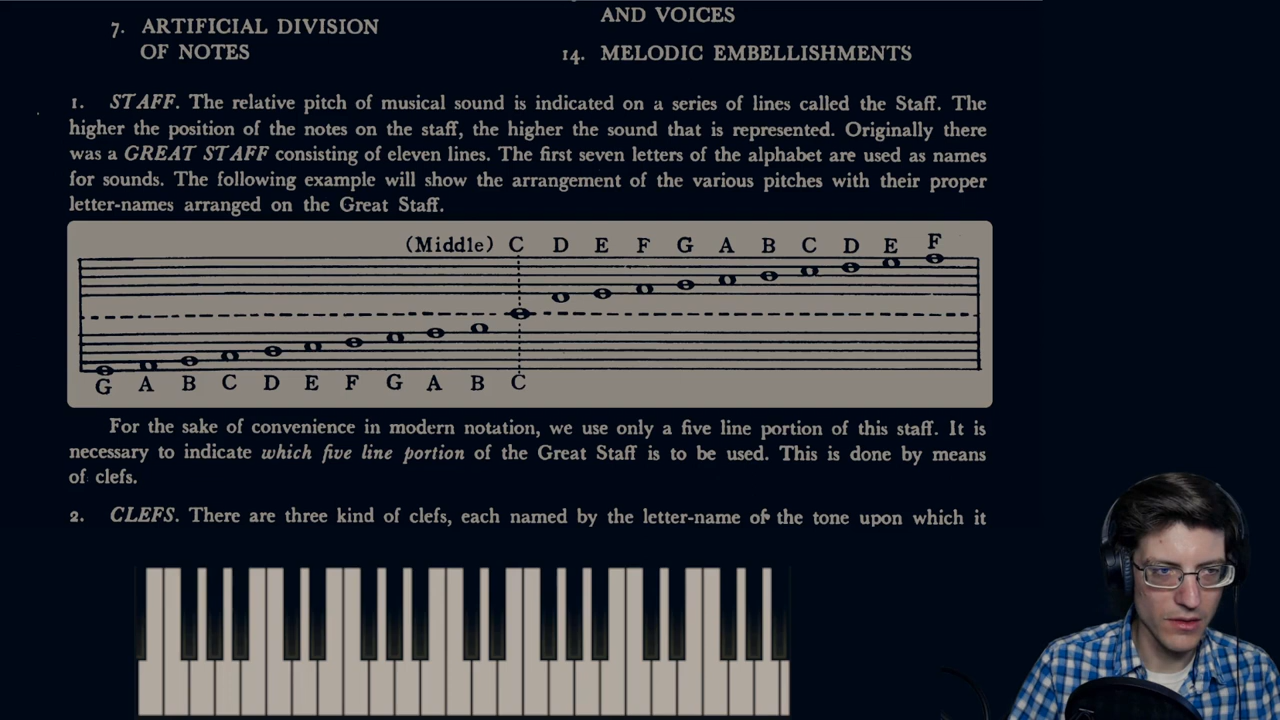 7. ARTIFICIAL DIVISION
OF NOTES
AND VOICES
14. MELODIC EMBELLISHMENTS
1. STAFF. The relative pitch of musical sound is indicated on a series of lines called the Staff. The
higher the position of the notes on the staff, the higher the sound that is represented. Originally there
was a GREAT STAFF consisting of eleven lines. The first seven letters of the alphabet are used as names
for sounds. The following example will show the arrangement of the various pitches with their proper
letter-names arranged on the Great Staff.
(Middle) C D E F G A B C D E F
G A B C D E F G A B C
For the sake of convenience in modern notation, we use only a five line portion of this staff. It is
necessary to indicate which five line portion of the Great Staff is to be used. This is done by means
of clefs.
2. CLEFS. There are three kind of clefs, each named by the letter-name of the tone upon which it